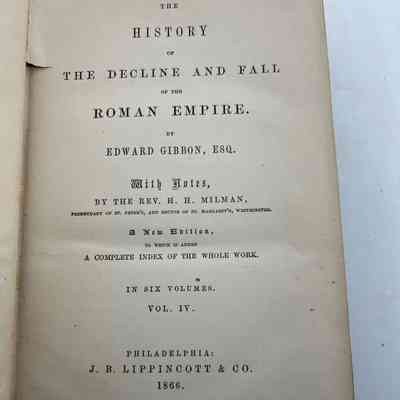 THE
HISTORY
OF
THE DECLINE AND FALL
OF THE
ROMAN EMPIRE.
BY
EDWARD GIBBON, ESQ.
With Notes,
BY THE REV. H. H. MILMAN,
PREBENDARY OF ST. PETER'S, AND RECTOR OF ST. MARGARET'S, WESTMINSTER.
A New Edition,
TO WHICH IS ADDED
A COMPLETE INDEX OF THE WHOLE WORK.
IN SIX VOLUMES.
VOL. IV.
PHILADELPHIA:
J. B. LIPPINCOTT & CO.
1866.